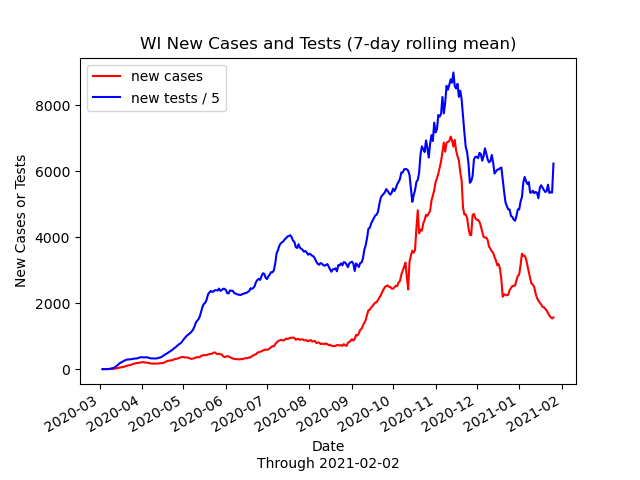 WI New Cases and Tests (7-day rolling mean)
new cases
new tests / 5
New Cases or Tests
8000
6000
4000
2000
0
2020-03
2020-04
2020-05
2020-06
2020-07
2020-08
2020-09
2020-10
2020-11
2020-12
2021-01
2021-02
Date
Through 2021-02-02